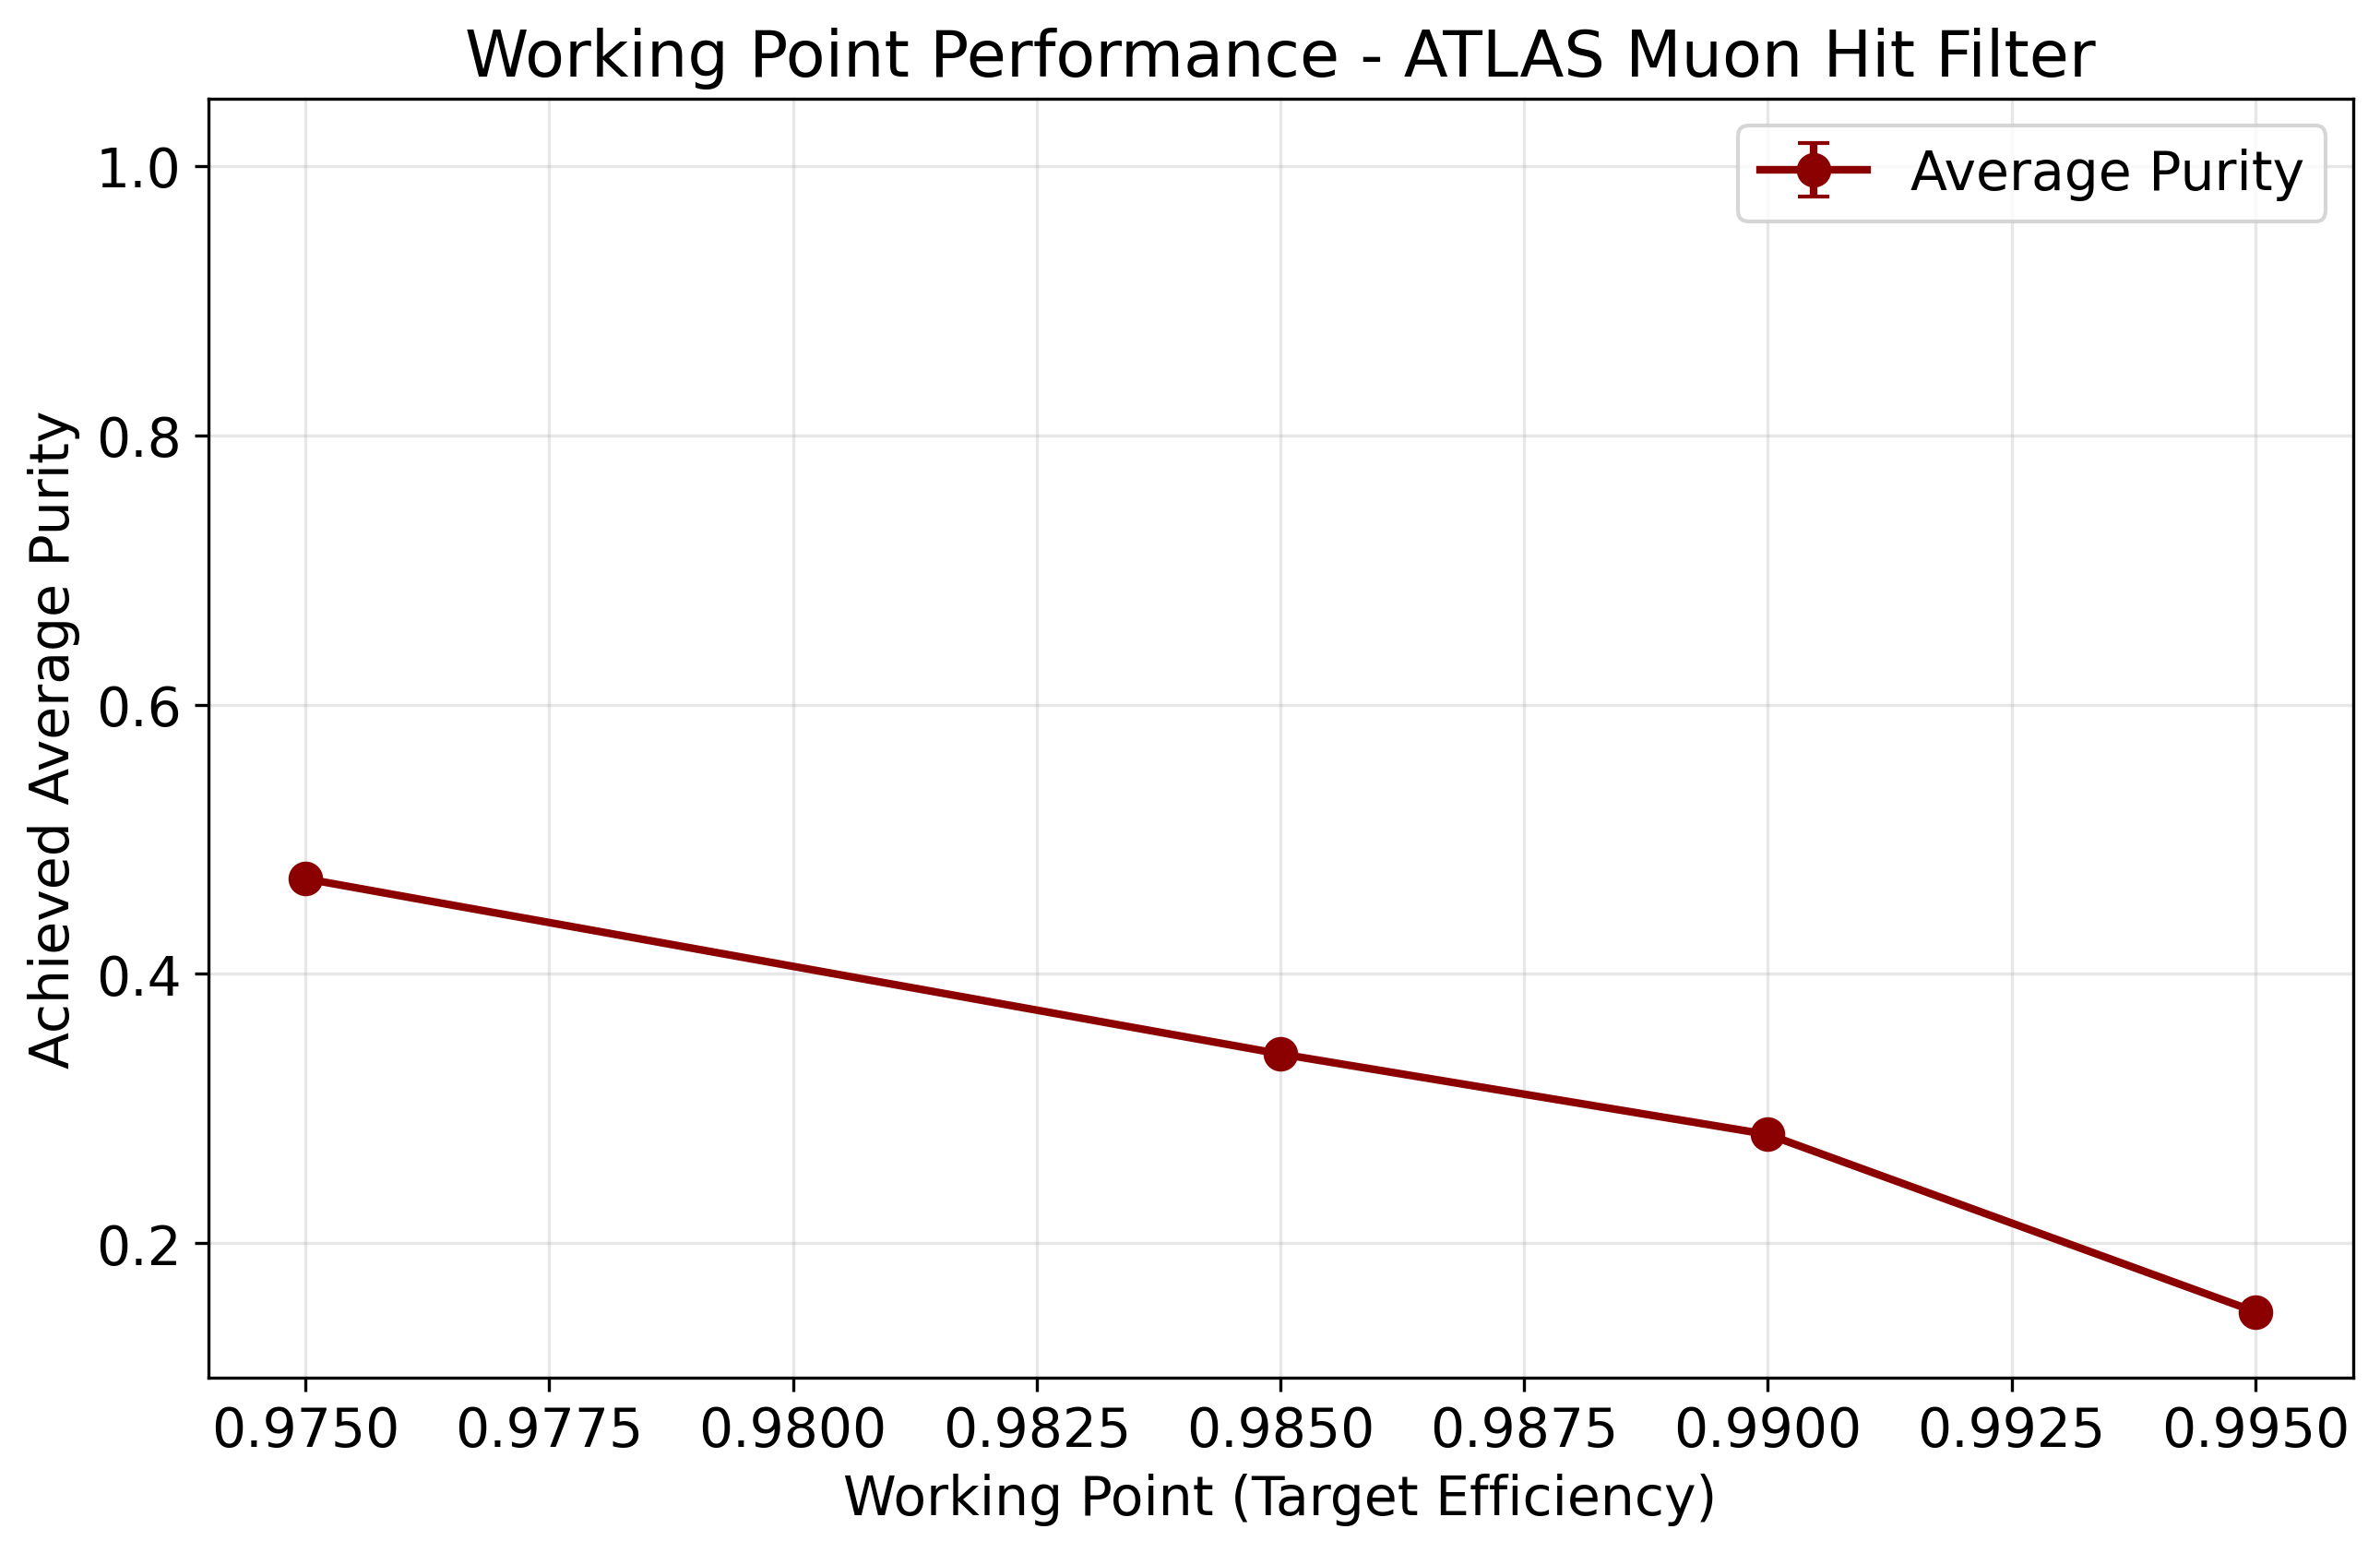 Working Point Performance - ATLAS Muon Hit Filter
Average Purity
Achieved Average Purity
1.0
0.8
0.6
0.4
0.2
0.9750 0.9775 0.9800 0.9825 0.9850 0.9875 0.9900 0.9925 0.9950
Working Point (Target Efficiency)